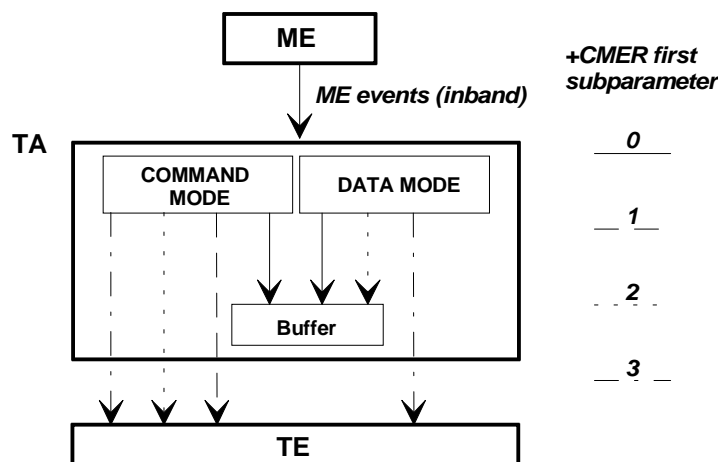 ME
+CMER first
subparameter
ME events (inband)
TA
0
COMMAND
MODE
DATA MODE
1
2
Buffer
3
TE